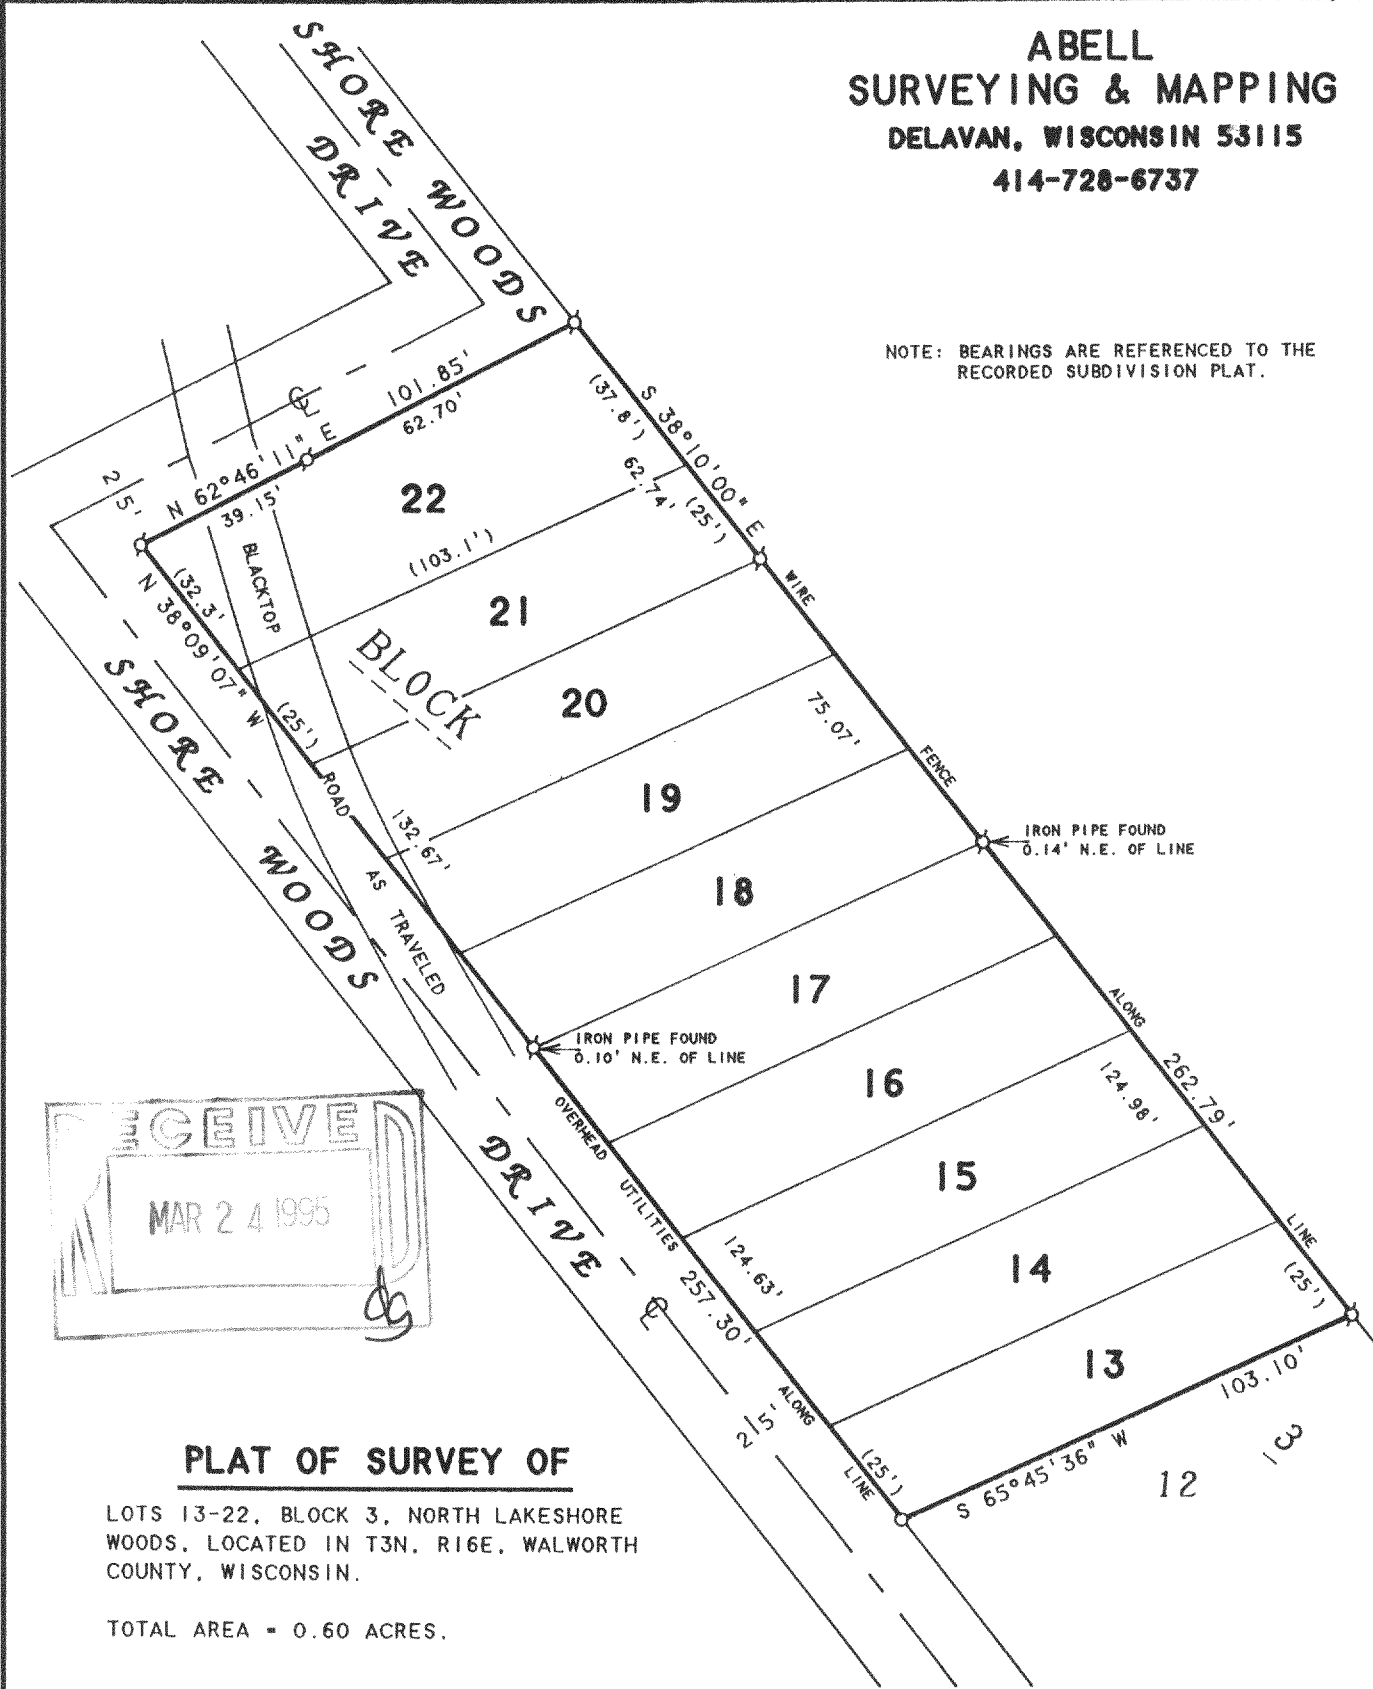 ABELL
SURVEYING & MAPPING
DELAVAN, WISCONSIN 53115
414-728-6737
NOTE: BEARINGS ARE REFERENCED TO THE
RECORDED SUBDIVISION PLAT.
SHORE WOODS
DRIVE
101.85'
62.70'
N 62°46'11" E
39.15'
25'
(37.8')
S 38°10'00" E
62.74'
(25')
22
(103.1')
BLACKTOP
(32.3')
N 38°09'07" W
21
WIRE
BLOCK
(25')
20
75.07'
SHORE
ROAD
19
FENCE
132.67'
IRON PIPE FOUND
0.14' N.E. OF LINE
AS
TRAVELED
18
WOODS
17
ALONG
IRON PIPE FOUND
0.10' N.E. OF LINE
262.79'
124.98'
16
OVERHEAD
UTILITIES
DRIVE
15
RECEIVED
MAR 24 1995
124.63'
257.30'
14
LINE
(25')
13
103.10'
ALONG
25'
(25')
LINE
S 65°45'36" W
12
3
PLAT OF SURVEY OF
LOTS 13-22, BLOCK 3, NORTH LAKESHORE
WOODS, LOCATED IN T3N, R16E, WALWORTH
COUNTY, WISCONSIN.
TOTAL AREA = 0.60 ACRES.